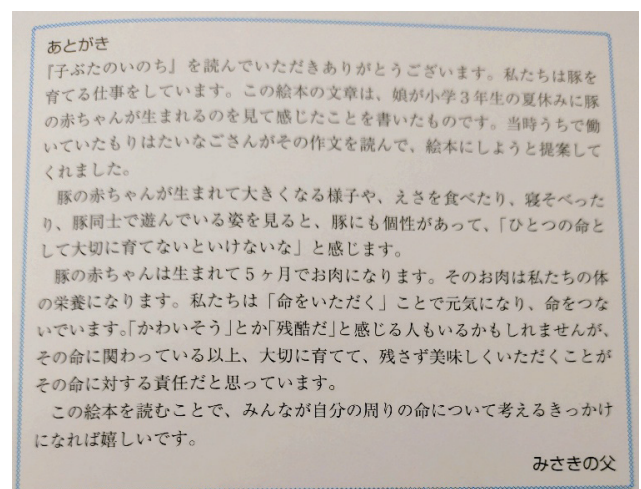 あとがき
『子ぶたのいのち』を読んでいただきありがとうございます。私たちは豚を
育てる仕事をしています。この絵本の文章は、娘が小学3年生の夏休みに豚
の赤ちゃんが生まれるのを見て感じたことを書いたものです。当時うちで働
いていたもりはたいなごさんがその作文を読んで、絵本にしようと提案して
くれました。
豚の赤ちゃんが生まれて大きくなる様子や、えさを食べたり、寝そべった
り、豚同士で遊んでいる姿を見ると、豚にも個性があって、「ひとつの命と
して大切に育てないといけないな」と感じます。
豚の赤ちゃんは生まれて5ヶ月でお肉になります。そのお肉は私たちの体
の栄養になります。私たちは「命をいただく」ことで元気になり、命をつな
いでいます。「かわいそう」とか「残酷だ」と感じる人もいるかもしれませんが、
その命に関わっている以上、大切に育てて、残さず美味しくいただくことが
その命に対する責任だと思っています。
この絵本を読むことで、みんなが自分の周りの命について考えるきっかけ
になれば嬉しいです。
みさきの父